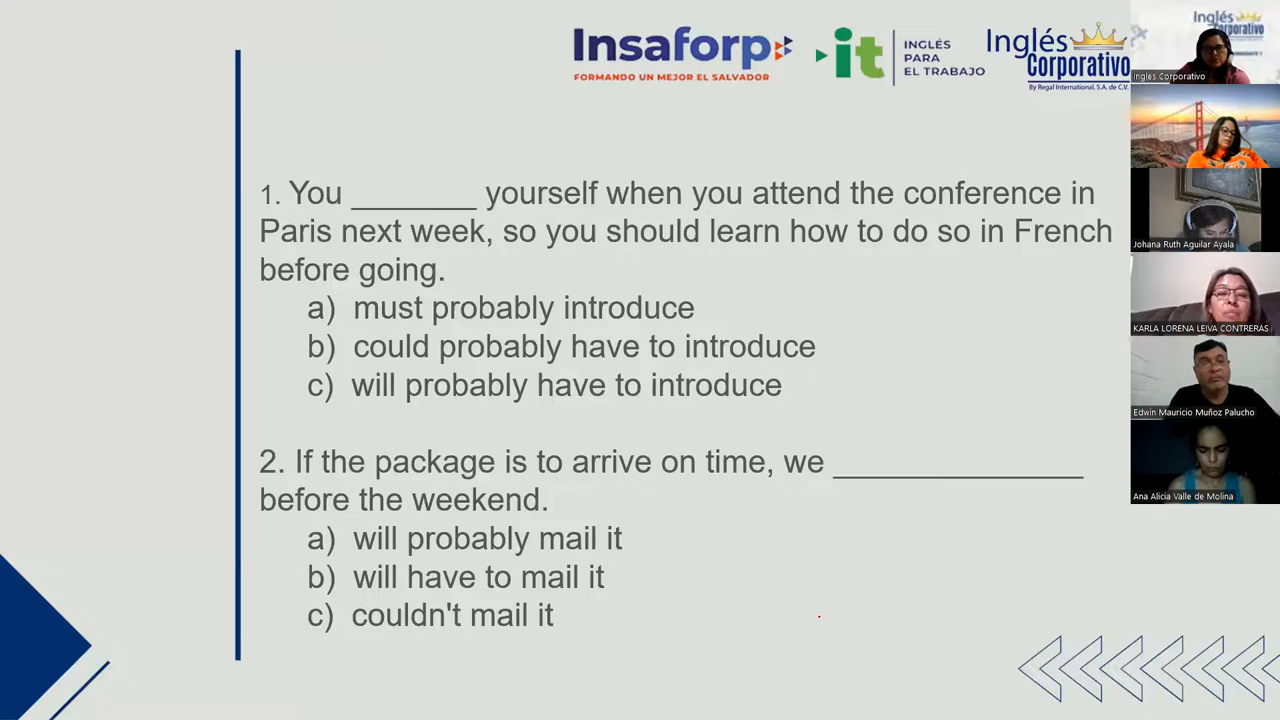 Insaforp
FORMANDO UN MEJOR EL SALVADOR
it
INGLÉS
PARA
EL TRABAJO
Inglés
Corporativo
By Regal International, S.A. de C.V.
Inglés
Corporativo
Ingles Corporativo
1. You _______ yourself when you attend the conference in
Paris next week, so you should learn how to do so in French
before going.
a) must probably introduce
b) could probably have to introduce
c) will probably have to introduce
2. If the package is to arrive on time, we ______________
before the weekend.
a) will probably mail it
b) will have to mail it
c) couldn't mail it
Johana Ruth Aguilar Ayala
KARLA LORENA LEIVA CONTRERAS
Edwin Mauricio Muñoz Palucho
Ana Alicia Valle de Molina